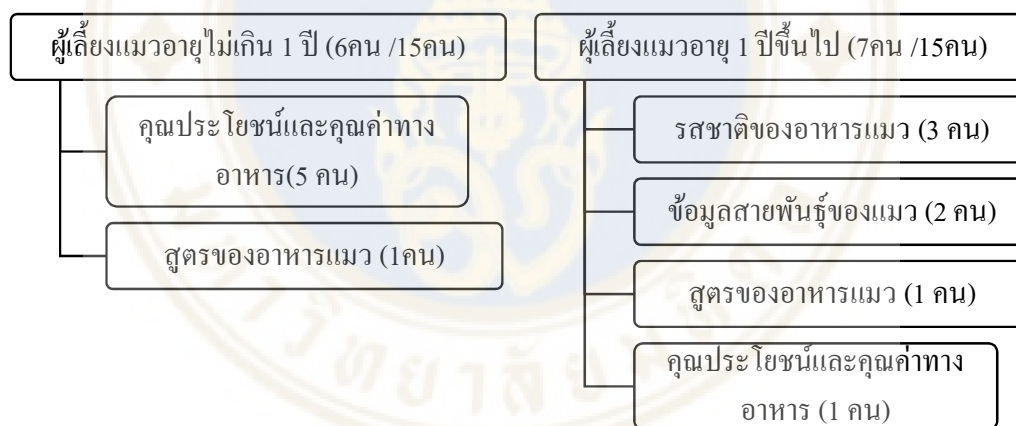 ผู้เลี้ยงแมวอายุไม่เกิน 1 ปี (6คน /15คน)
คุณประโยชน์และคุณค่าทาง
อาหาร(5 คน)
สูตรของอาหารแมว (1คน)
ผู้เลี้ยงแมวอายุ 1 ปีขึ้นไป (7คน /15คน)
รสชาติของอาหารแมว (3 คน)
ข้อมูลสายพันธุ์ของแมว (2 คน)
สูตรของอาหารแมว (1 คน)
คุณประโยชน์และคุณค่าทาง
อาหาร (1 คน)